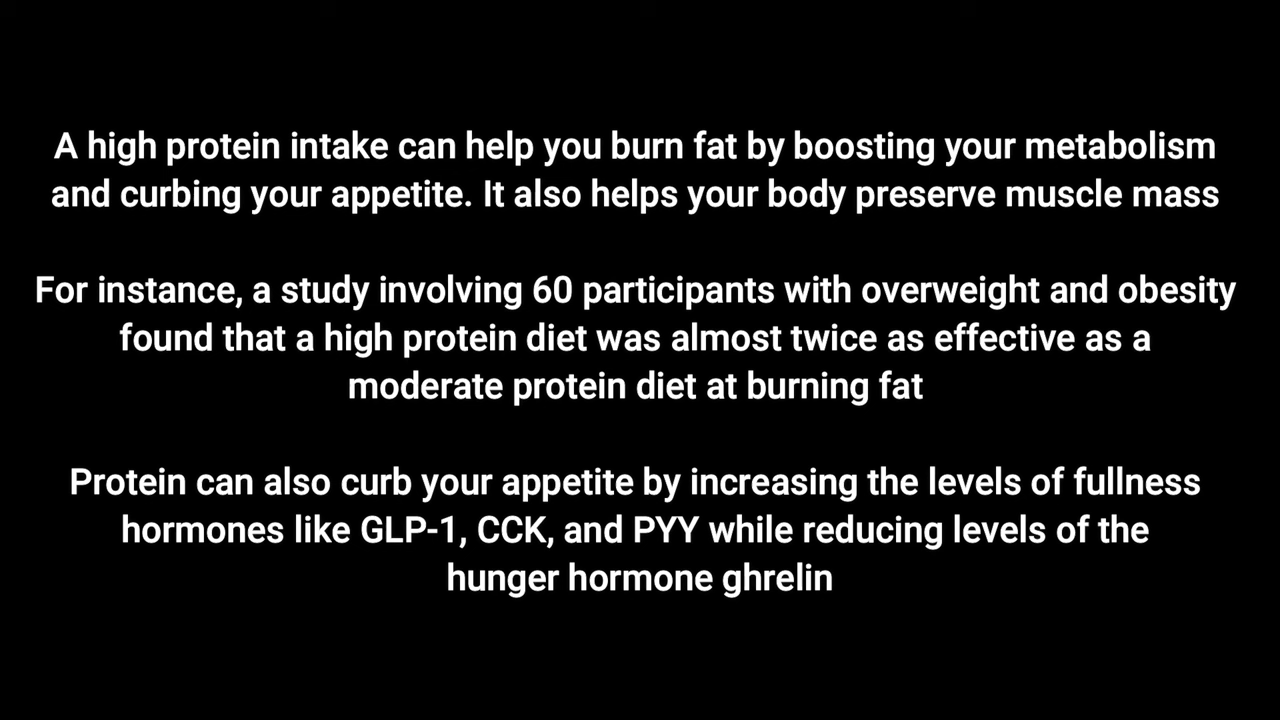 A high protein intake can help you burn fat by boosting your metabolism
and curbing your appetite. It also helps your body preserve muscle mass
For instance, a study involving 60 participants with overweight and obesity
found that a high protein diet was almost twice as effective as a
moderate protein diet at burning fat
Protein can also curb your appetite by increasing the levels of fullness
hormones like GLP-1, CCK, and PYY while reducing levels of the
hunger hormone ghrelin